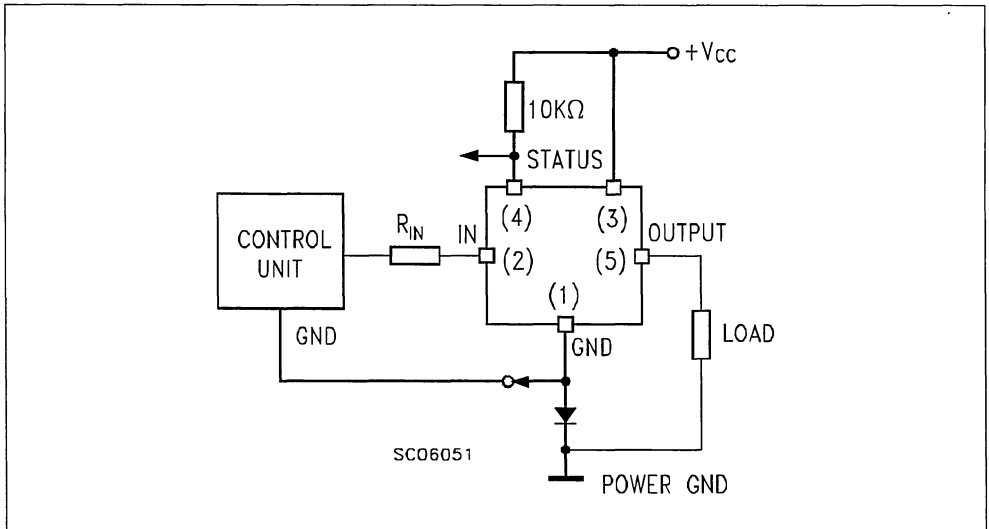 +Vcc
10KΩ
STATUS
(4)
(3)
CONTROL
UNIT
RIN
IN
(2)
(5)
OUTPUT
(1)
GND
GND
LOAD
SC06051
POWER GND